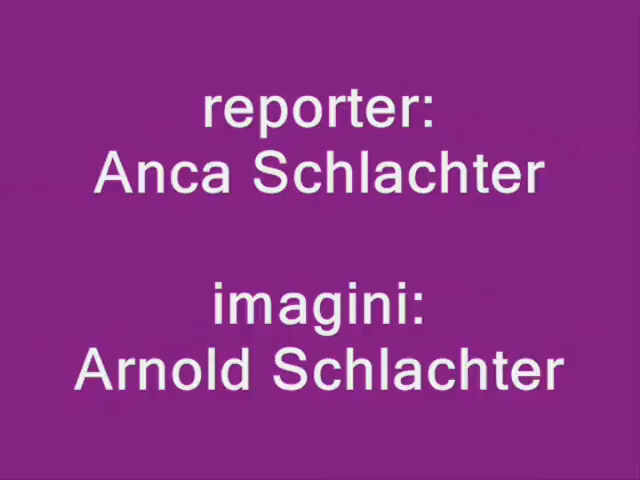 reporter:
Anca Schlachter
imagini:
Arnold Schlachter